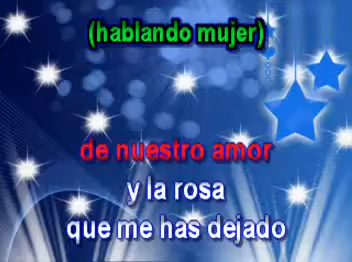 (hablando mujer)
de nuestro amor
y la rosa
que me has dejado